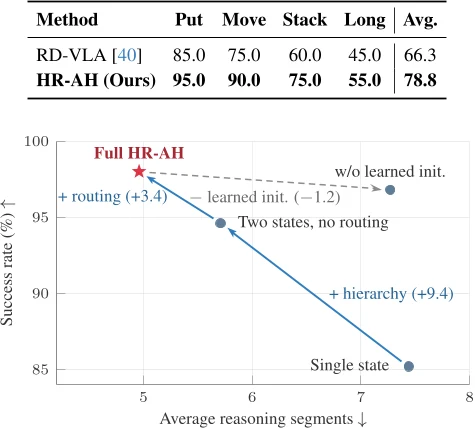 Method Put Move Stack Long Avg.
RD-VLA [40] 85.0 75.0 60.0 45.0 66.3
HR-AH (Ours) 95.0 90.0 75.0 55.0 78.8
100
Full HR-AH
w/o learned init.
+ routing (+3.4)
− learned init. (−1.2)
95
Two states, no routing
Success rate (%) ↑
90
+ hierarchy (+9.4)
Single state
85
5 6 7 8
Average reasoning segments ↓